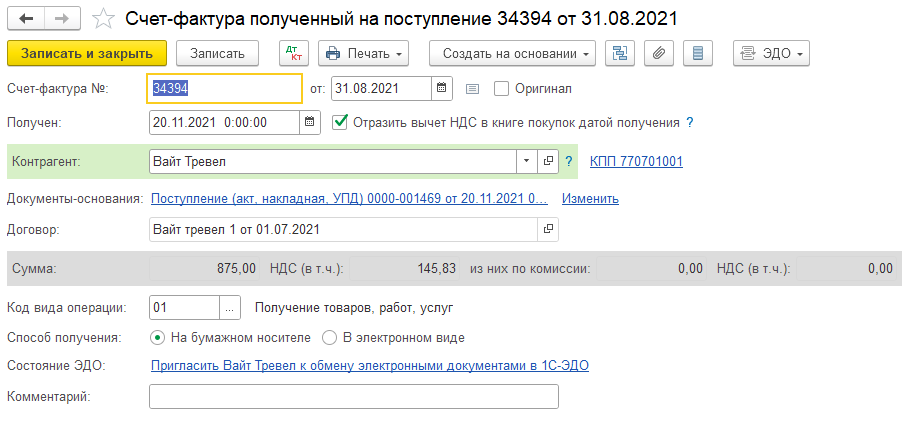 Счет-фактура полученный на поступление 34394 от 31.08.2021
Записать и закрыть Записать Дт Кт Печать Создать на основании ЭДО
Счет-фактура №: 34394 от: 31.08.2021 Оригинал
Получен: 20.11.2021 0:00:00 Отразить вычет НДС в книге покупок датой получения ?
Контрагент: Вайт Тревел ? КПП 770701001
Документы-основания: Поступление (акт, накладная, УПД) 0000-001469 от 20.11.2021 0... Изменить
Договор: Вайт тревел 1 от 01.07.2021
Сумма: 875,00 НДС (в т.ч.): 145,83 из них по комиссии: 0,00 НДС (в т.ч.): 0,00
Код вида операции: 01 ... Получение товаров, работ, услуг
Способ получения: На бумажном носителе В электронном виде
Состояние ЭДО: Пригласить Вайт Тревел к обмену электронными документами в 1С-ЭДО
Комментарий: